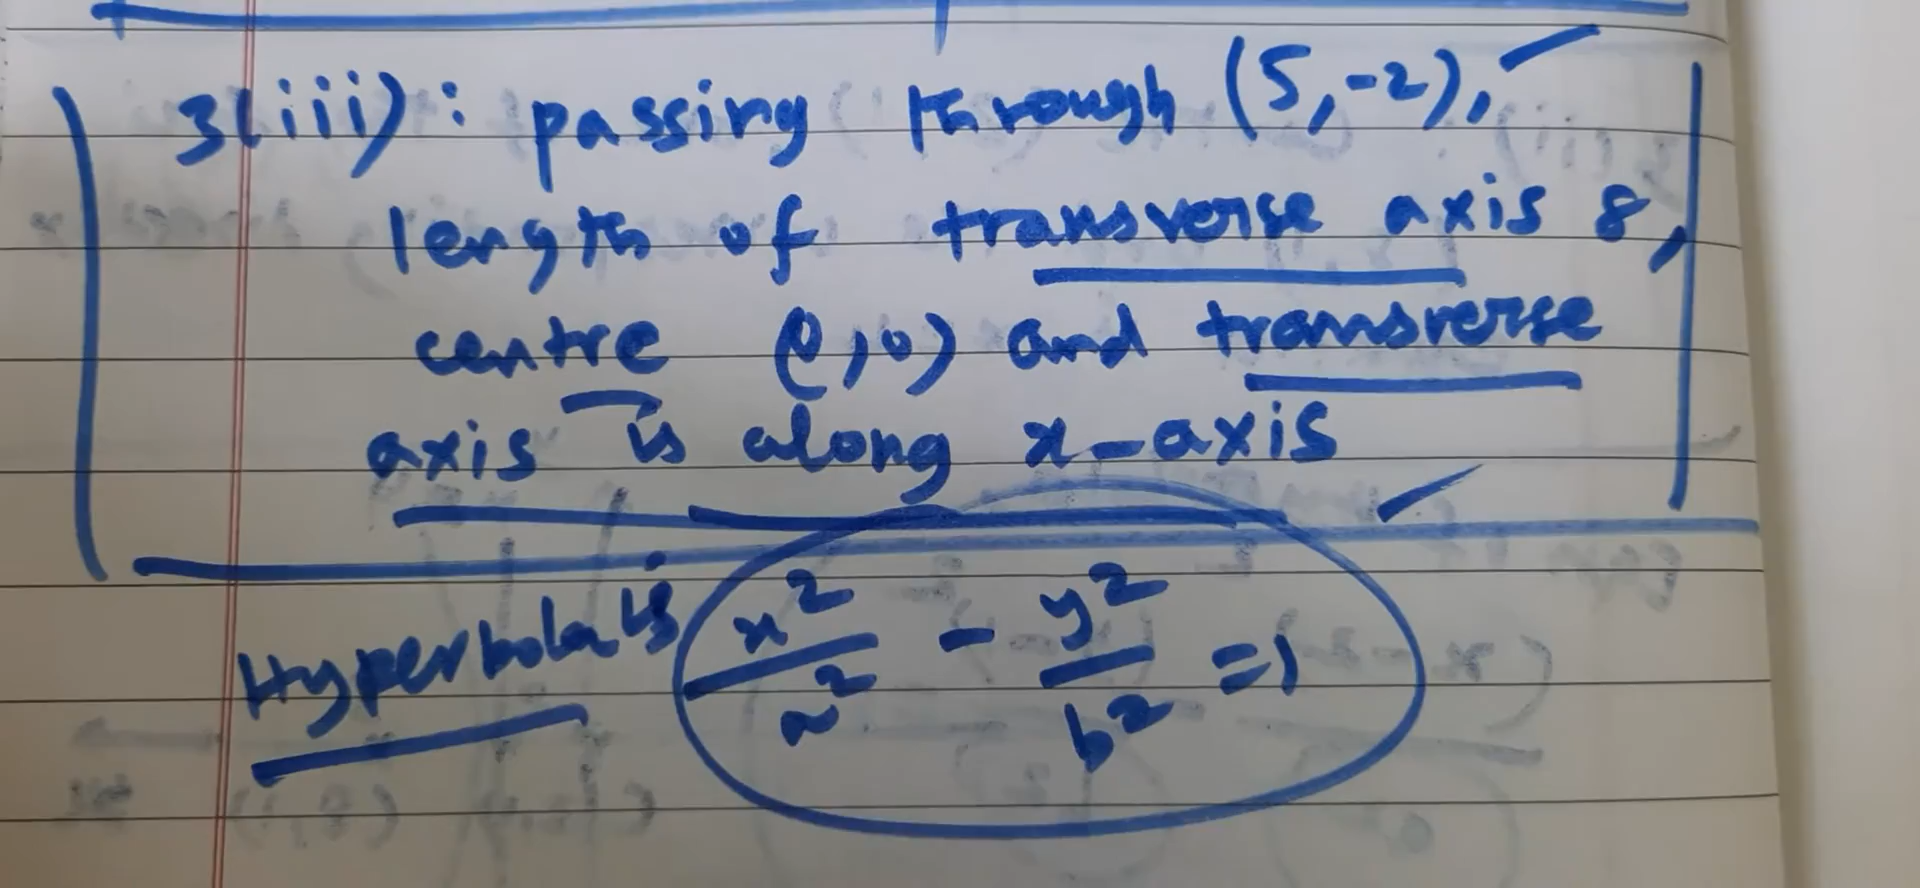 3(iii): passing through (5,-2),
length of transverse axis 8,
centre (0,0) and transverse
axis is along x-axis
Hyperbola is x²/a² - y²/b² = 1